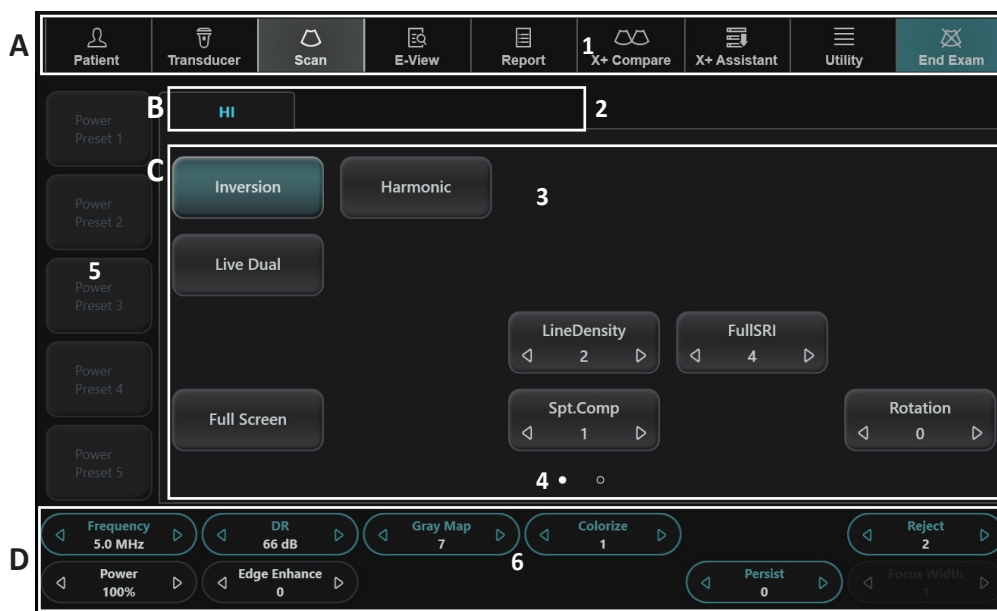 A
Patient
Transducer
Scan
E-View
Report
1
X+ Compare
X+ Assistant
Utility
End Exam
B
HI
2
Power
Preset 1
C
Inversion
Harmonic
3
Power
Preset 2
Live Dual
5
Power
Preset 3
LineDensity
2
FullSRI
4
Power
Preset 4
Full Screen
Spt.Comp
1
Rotation
0
Power
Preset 5
4
D
Frequency
5.0 MHz
DR
66 dB
Gray Map
7
Colorize
1
Reject
2
6
Power
100%
Edge Enhance
0
Persist
0
Focus Width
1